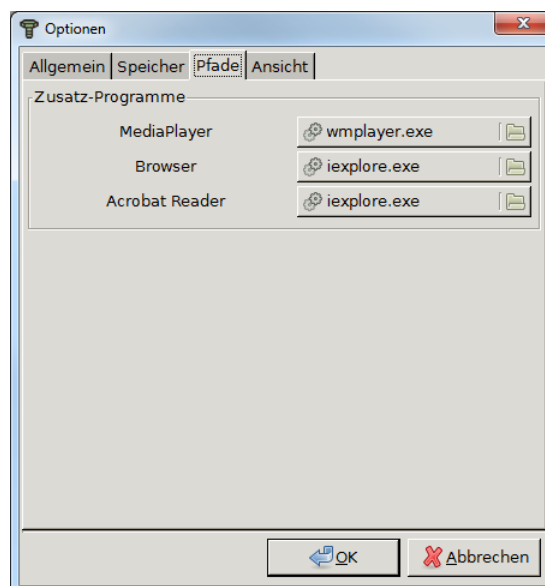 Optionen
Allgemein Speicher Pfade Ansicht
Zusatz-Programme
MediaPlayer wmplayer.exe
Browser iexplore.exe
Acrobat Reader iexplore.exe
OK Abbrechen